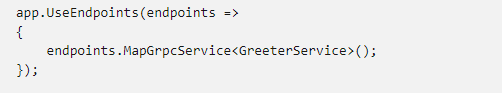 app.UseEndpoints(endpoints =>
{
    endpoints.MapGrpcService<GreeterService>();
});